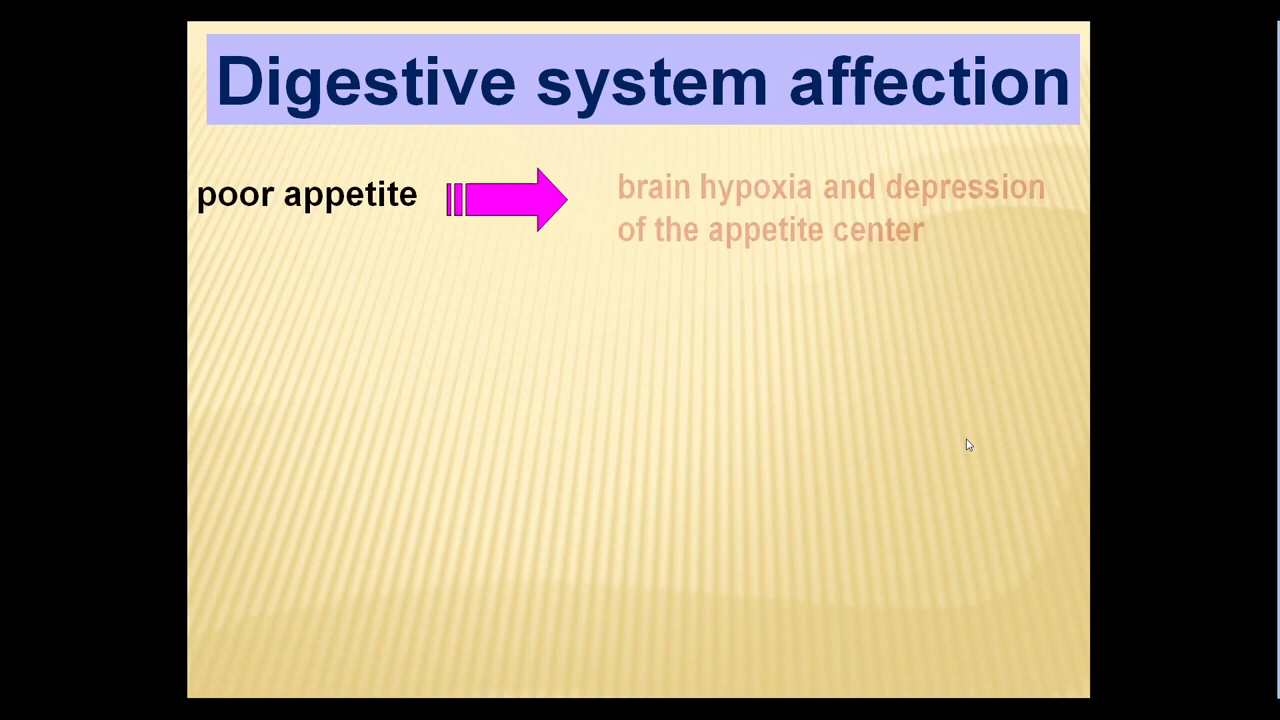 Digestive system affection
poor appetite
brain hypoxia and depression
of the appetite center